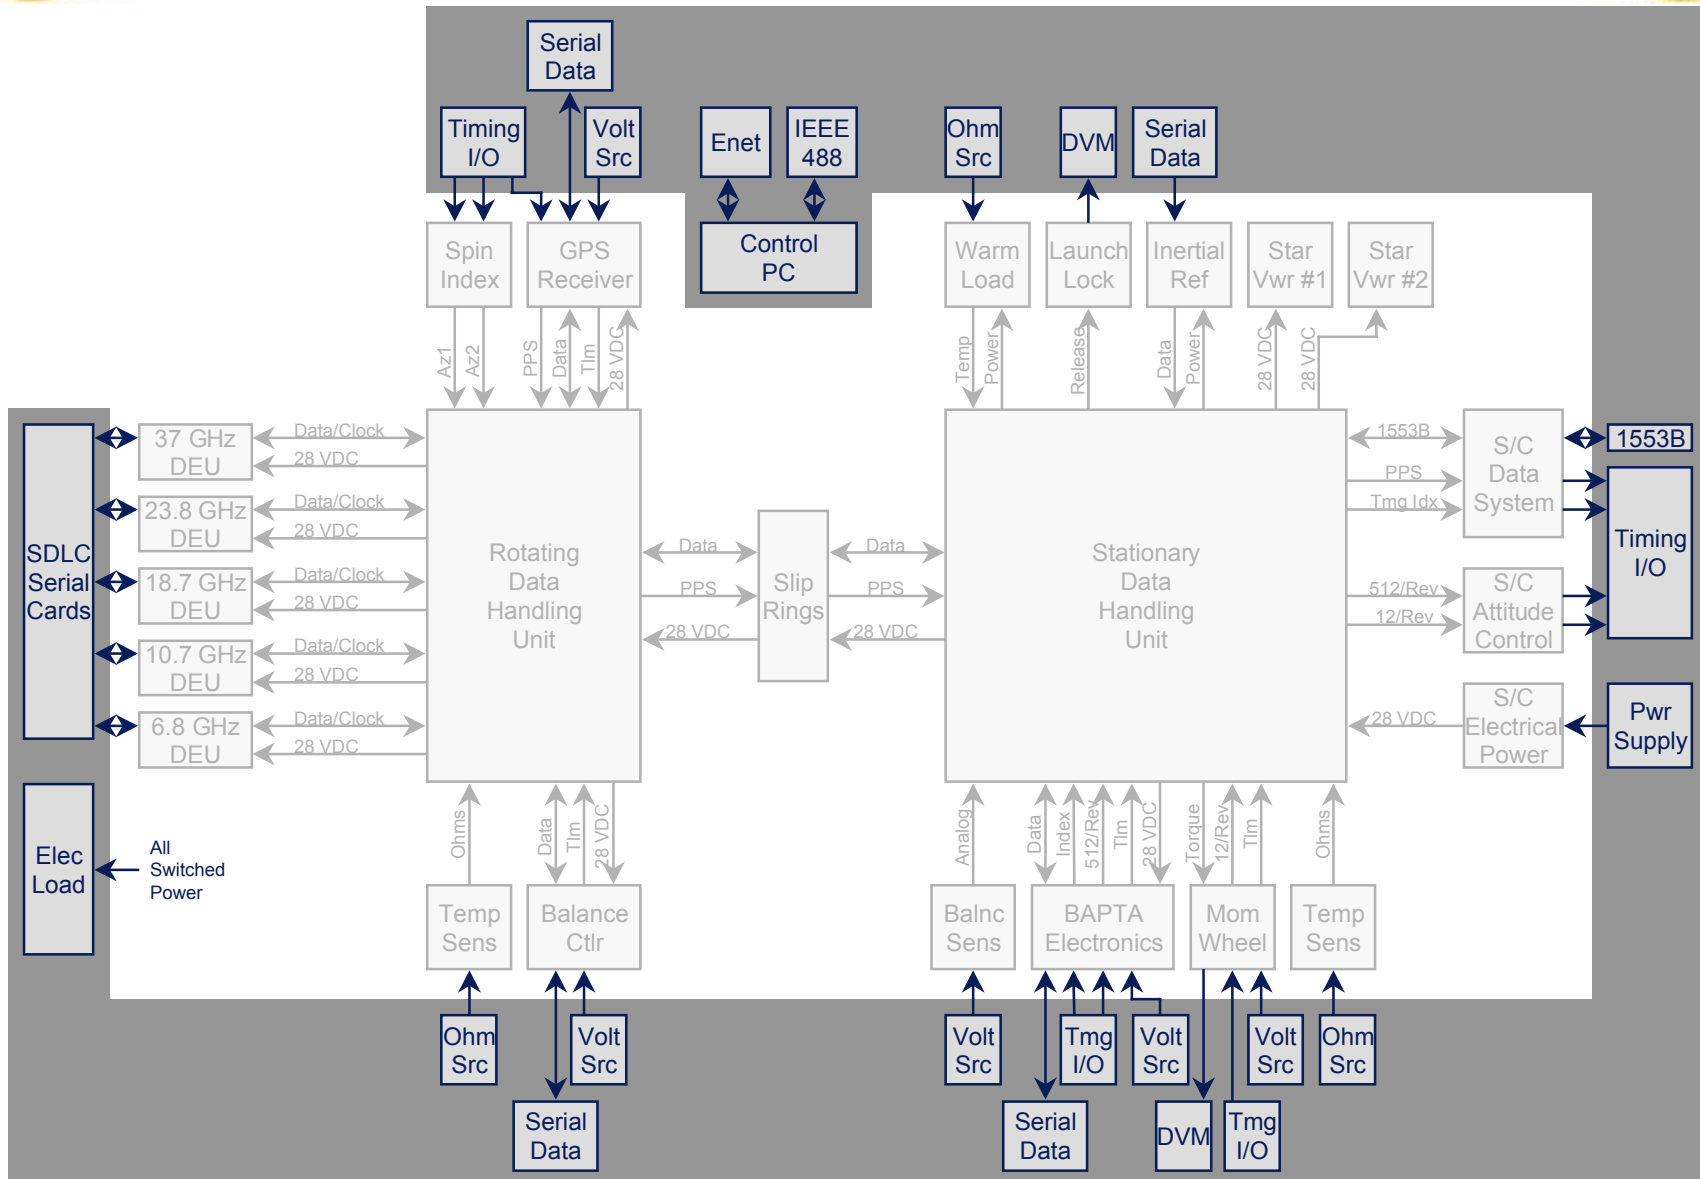 Serial
Data
Timing
I/O
Volt
Src
Enet
IEEE
488
Ohm
Src
DVM
Serial
Data
Control
PC
Spin
Index
GPS
Receiver
Warm
Load
Launch
Lock
Inertial
Ref
Star
Vwr #1
Star
Vwr #2
Az1
Az2
PPS
Data
Tlm
28 VDC
Temp
Power
Release
Data
Power
28 VDC
28 VDC
SDLC
Serial
Cards
37 GHz
DEU
Data/Clock
28 VDC
23.8 GHz
DEU
Data/Clock
28 VDC
18.7 GHz
DEU
Data/Clock
28 VDC
10.7 GHz
DEU
Data/Clock
28 VDC
6.8 GHz
DEU
Data/Clock
28 VDC
Rotating
Data
Handling
Unit
Data
PPS
28 VDC
Slip
Rings
Data
PPS
28 VDC
Stationary
Data
Handling
Unit
1553B
PPS
Tmg Idx
S/C
Data
System
1553B
Timing
I/O
512/Rev
12/Rev
S/C
Attitude
Control
28 VDC
S/C
Electrical
Power
Pwr
Supply
Elec
Load
All
Switched
Power
Ohms
Data
Tlm
28 VDC
Analog
Data
Index
512/Rev
Tlm
28 VDC
Torque
12/Rev
Tlm
Ohms
Temp
Sens
Balance
Ctlr
Balnc
Sens
BAPTA
Electronics
Mom
Wheel
Temp
Sens
Ohm
Src
Volt
Src
Volt
Src
Tmg
I/O
Volt
Src
Volt
Src
Ohm
Src
Serial
Data
Serial
Data
DVM
Tmg
I/O